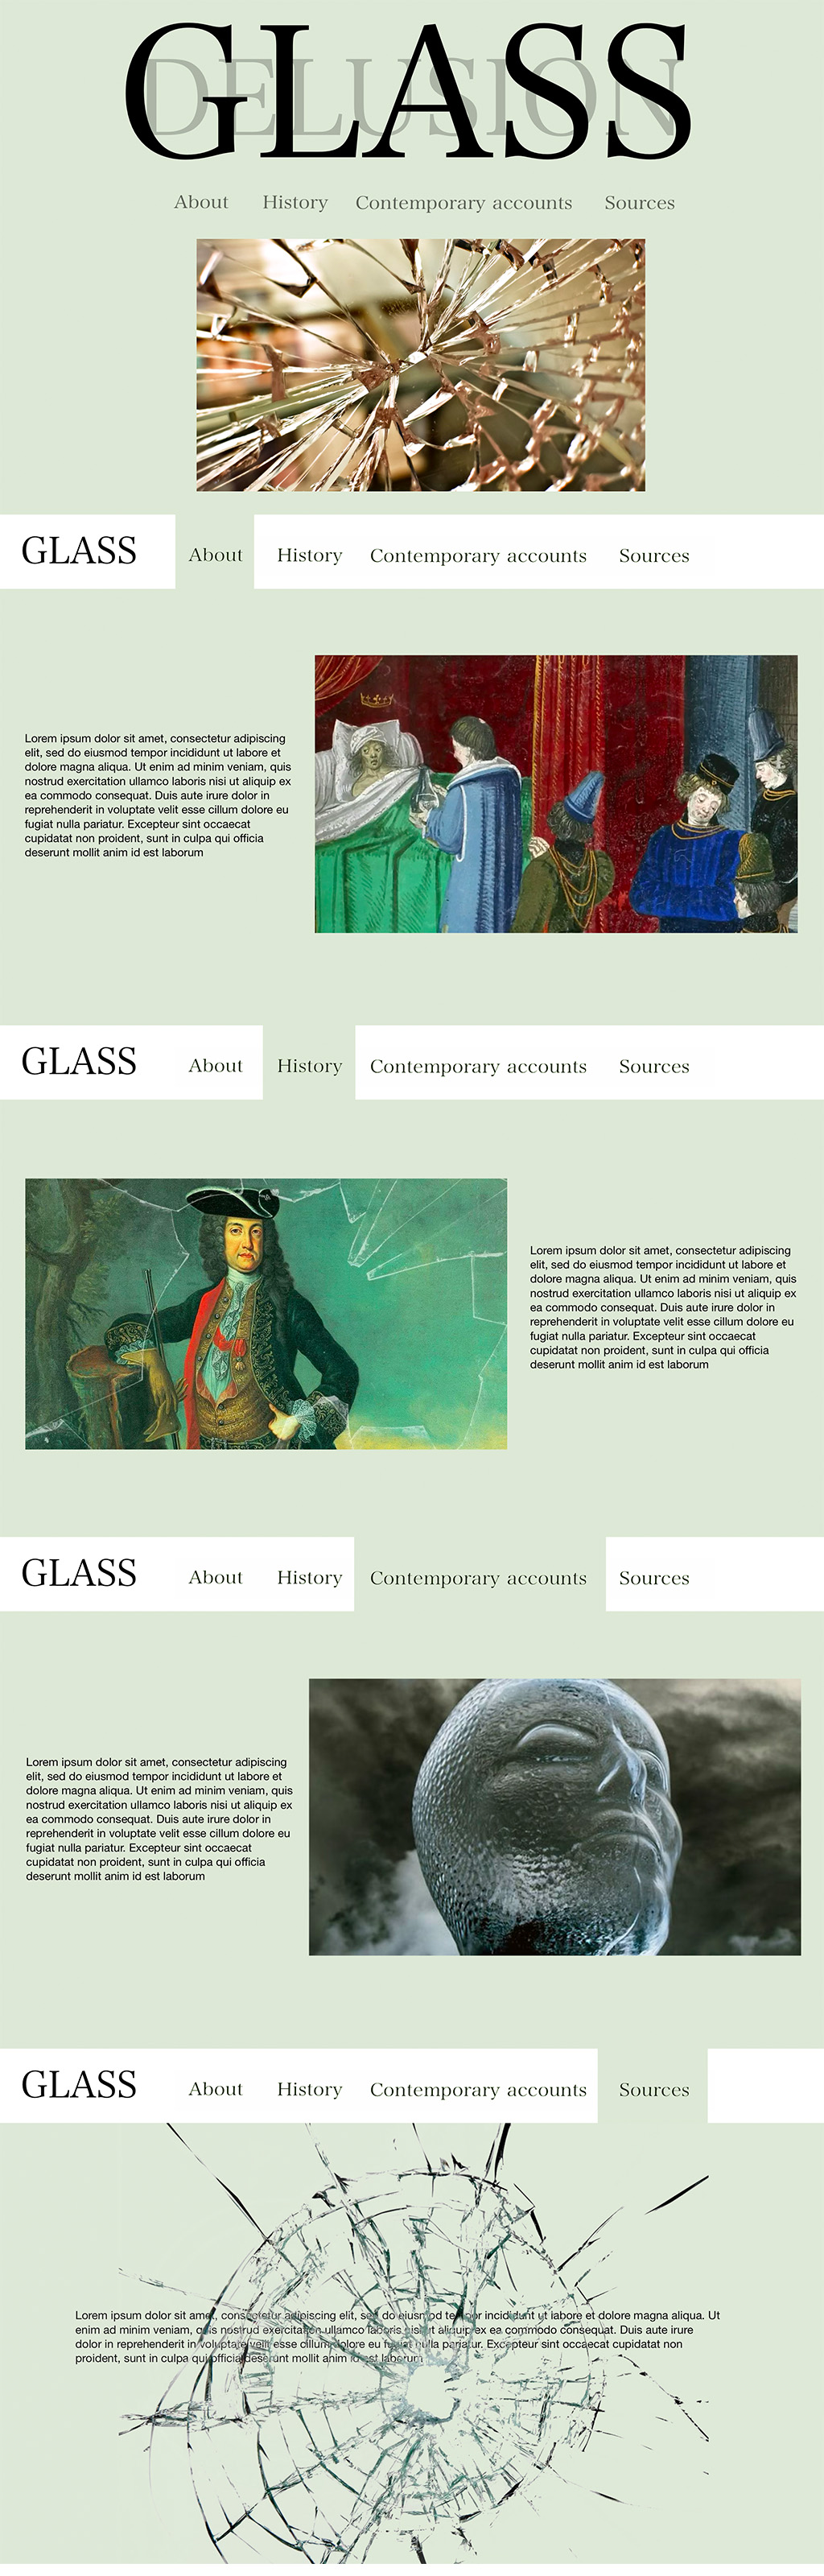 GLASS
DELUSION
About History Contemporary accounts Sources
GLASS About History Contemporary accounts Sources
Lorem ipsum dolor sit amet, consectetur adipiscing
elit, sed do eiusmod tempor incididunt ut labore et
dolore magna aliqua. Ut enim ad minim veniam, quis
nostrud exercitation ullamco laboris nisi ut aliquip ex
ea commodo consequat. Duis aute irure dolor in
reprehenderit in voluptate velit esse cillum dolore eu
fugiat nulla pariatur. Excepteur sint occaecat
cupidatat non proident, sunt in culpa qui officia
deserunt mollit anim id est laborum
GLASS About History Contemporary accounts Sources
Lorem ipsum dolor sit amet, consectetur adipiscing
elit, sed do eiusmod tempor incididunt ut labore et
dolore magna aliqua. Ut enim ad minim veniam, quis
nostrud exercitation ullamco laboris nisi ut aliquip ex
ea commodo consequat. Duis aute irure dolor in
reprehenderit in voluptate velit esse cillum dolore eu
fugiat nulla pariatur. Excepteur sint occaecat
cupidatat non proident, sunt in culpa qui officia
deserunt mollit anim id est laborum
GLASS About History Contemporary accounts Sources
Lorem ipsum dolor sit amet, consectetur adipiscing
elit, sed do eiusmod tempor incididunt ut labore et
dolore magna aliqua. Ut enim ad minim veniam, quis
nostrud exercitation ullamco laboris nisi ut aliquip ex
ea commodo consequat. Duis aute irure dolor in
reprehenderit in voluptate velit esse cillum dolore eu
fugiat nulla pariatur. Excepteur sint occaecat
cupidatat non proident, sunt in culpa qui officia
deserunt mollit anim id est laborum
GLASS About History Contemporary accounts Sources
Lorem ipsum dolor sit amet, consectetur adipiscing elit, sed do eiusmod tempor incididunt ut labore et dolore magna aliqua. Ut
enim ad minim veniam, quis nostrud exercitation ullamco laboris nisi ut aliquip ex ea commodo consequat. Duis aute irure
dolor in reprehenderit in voluptate velit esse cillum dolore eu fugiat nulla pariatur. Excepteur sint occaecat cupidatat non
proident, sunt in culpa qui officia deserunt mollit anim id est laborum